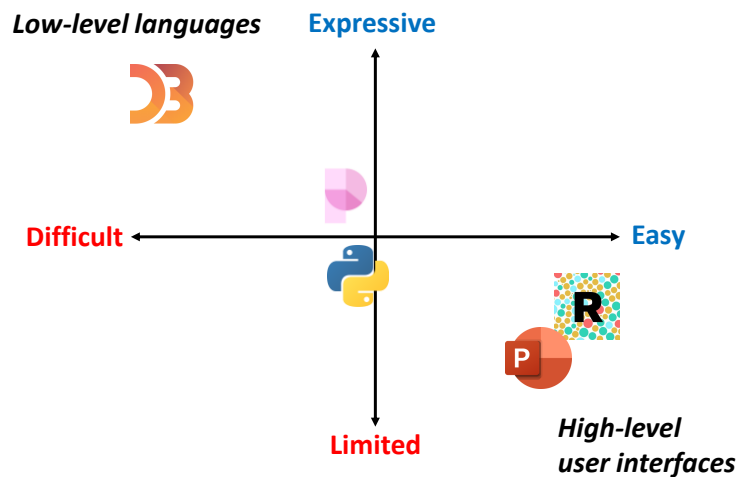 Low-level languages
Expressive
Difficult
Easy
R
P
Limited
High-level
user interfaces